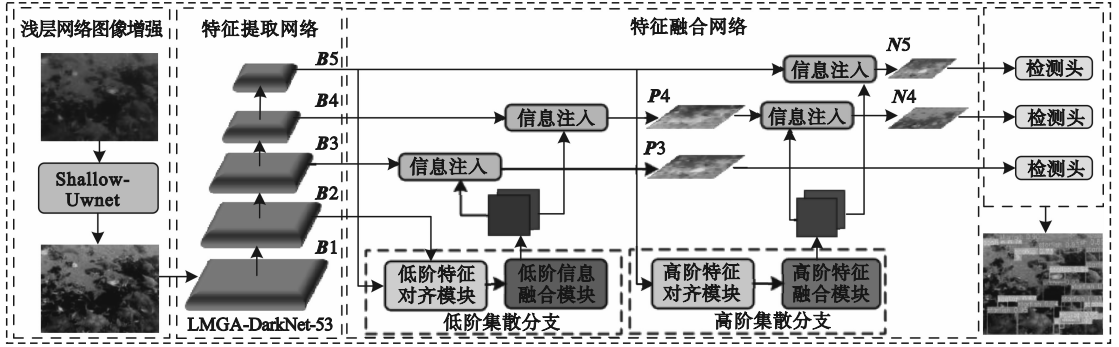 浅层网络图像增强
Shallow-
Uwnet
特征提取网络
B5
B4
B3
B2
B1
LMGA-DarkNet-53
特征融合网络
信息注入
信息注入
信息注入
信息注入
P4
P3
N5
N4
低阶特征
对齐模块
低阶信息
融合模块
低阶集散分支
高阶特征
对齐模块
高阶特征
融合模块
高阶集散分支
检测头
检测头
检测头